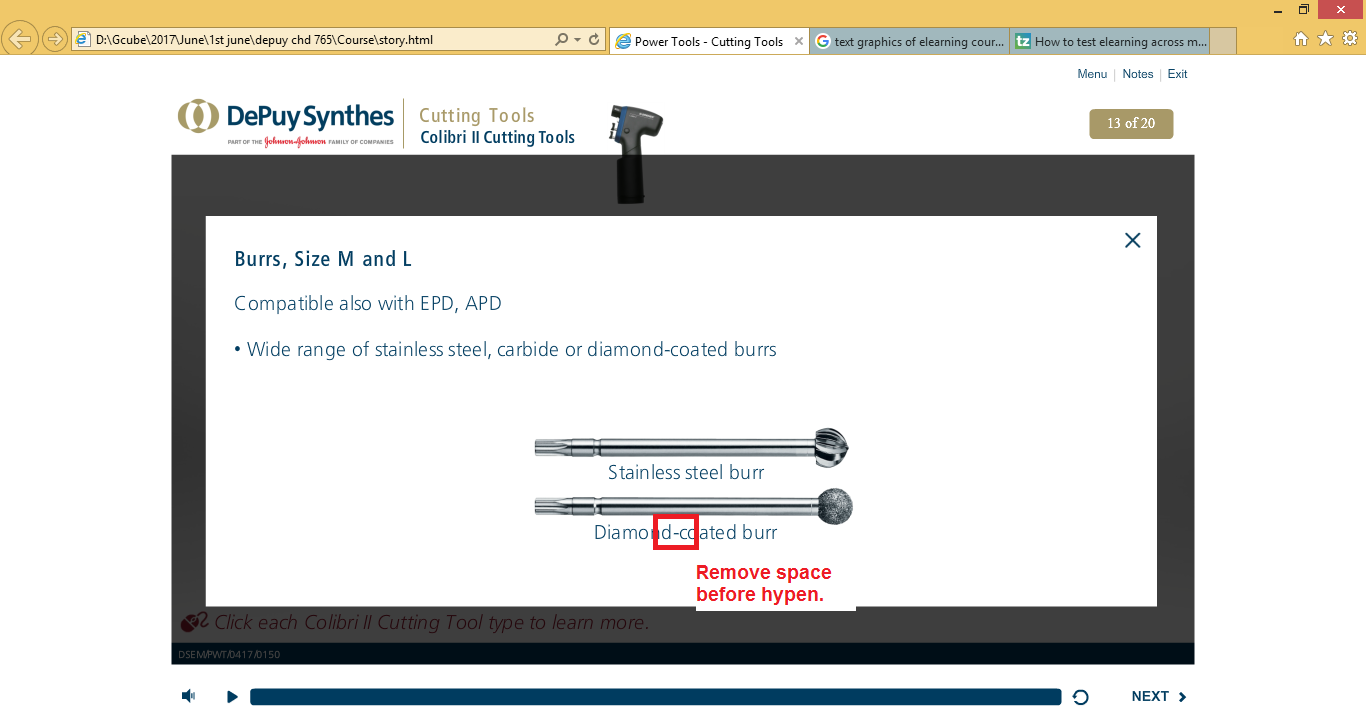 D:\Gcube\2017\June\1st june\depuy chd 765\Course\story.html
Power Tools - Cutting Tools
text graphics of elearning cour...
How to test elearning across m...
Menu | Notes | Exit
DePuy Synthes
PART OF THE Johnson & Johnson FAMILY OF COMPANIES
Cutting Tools
Colibri II Cutting Tools
13 of 20
Burrs, Size M and L
Compatible also with EPD, APD
• Wide range of stainless steel, carbide or diamond-coated burrs
Stainless steel burr
Diamond-coated burr
Remove space
before hypen.
Click each Colibri II Cutting Tool type to learn more.
DSEM/PWT/0417/0150
NEXT